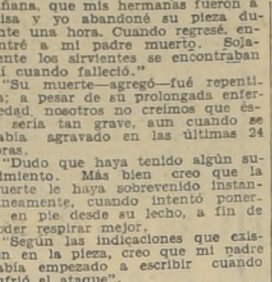 ñana, que mis hermanas fueron a
isa y yo abandoné su pieza du-
nte una hora. Cuando regresé, en-
ntré a mi padre muerto. Sola-
ente los sirvientes se encontraban
í cuando falleció."
"Su muerte—agregó—fué repenti-
a; a pesar de su prolongada enfer-
edad, nosotros no creímos que és-
sería tan grave, aun cuando se
abía agravado en las últimas 24
oras.
"Dudo que haya tenido algún su-
imiento. Más bien creo que la
uerte le haya sobrevenido instan-
neamente, cuando intentó poner-
en pie desde su lecho, a fin de
oder respirar mejor.
"Según las indicaciones que exis-
n en la pieza, creo que mi padre
abía empezado a escribir cuando
ufrió el ataque".